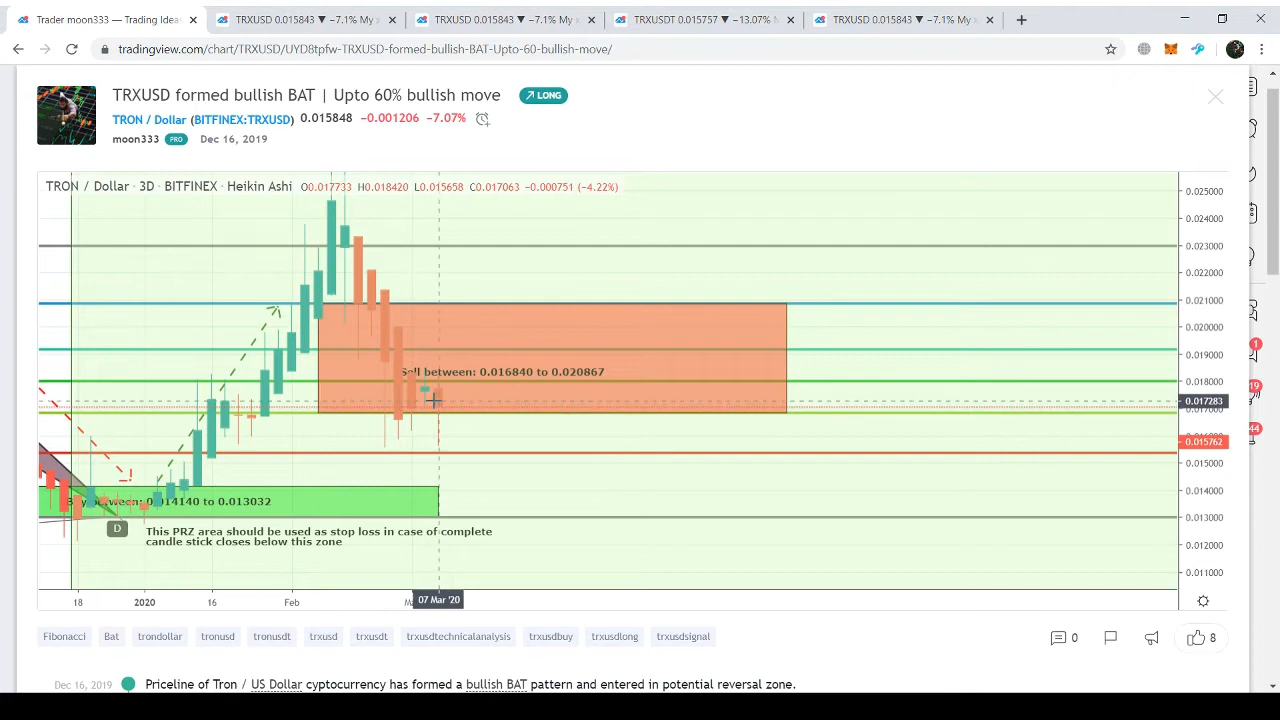 Trader moon333 — Trading Ideas
TRXUSD 0.015843 ▼ −7.1% My
TRXUSD 0.015843 ▼ −7.1% My
TRXUSDT 0.015757 ▼ −13.07% My
TRXUSD 0.015843 ▼ −7.1% My
tradingview.com/chart/TRXUSD/UYD8tpfw-TRXUSD-formed-bullish-BAT-Upto-60-bullish-move/
TRXUSD formed bullish BAT | Upto 60% bullish move
LONG
TRON / Dollar (BITFINEX:TRXUSD) 0.015848 −0.001206 −7.07%
moon333 PRO Dec 16, 2019
TRON / Dollar · 3D · BITFINEX · Heikin Ashi O0.017733 H0.018420 L0.015658 C0.017063 −0.000751 (−4.22%)
0.025000
0.024000
0.023000
0.022000
0.021000
0.020000
0.019000
0.018000
0.017283
0.017000
0.015762
0.015000
0.014000
0.013000
0.012000
0.011000
Sell between: 0.016840 to 0.020867
Buy between: 0.014140 to 0.013032
D
This PRZ area should be used as stop loss in case of complete
candle stick closes below this zone
18 2020 16 Feb 07 Mar '20
Fibonacci Bat trondollar tronusd tronusdt trxusd trxusdt trxusdtechnicalanalysis trxusdbuy trxusdlong trxusdsignal
0 8
1
19
44
Dec 16, 2019 Priceline of Tron / US Dollar cryptocurrency has formed a bullish BAT pattern and entered in potential reversal zone.